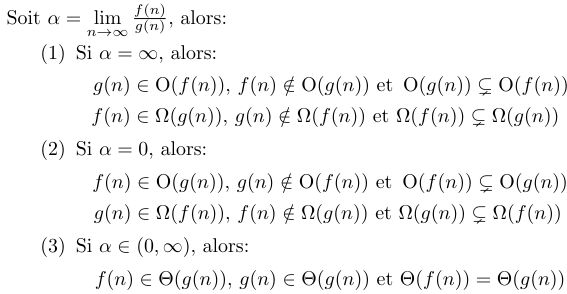 Soit α = lim_{n→∞} f(n)/g(n), alors:
(1) Si α = ∞, alors:
g(n) ∈ O(f(n)), f(n) ∉ O(g(n)) et O(g(n)) ⊊ O(f(n))
f(n) ∈ Ω(g(n)), g(n) ∉ Ω(f(n)) et Ω(f(n)) ⊊ Ω(g(n))
(2) Si α = 0, alors:
f(n) ∈ O(g(n)), g(n) ∉ O(f(n)) et O(f(n)) ⊊ O(g(n))
g(n) ∈ Ω(f(n)), f(n) ∉ Ω(g(n)) et Ω(g(n)) ⊊ Ω(f(n))
(3) Si α ∈ (0, ∞), alors:
f(n) ∈ Θ(g(n)), g(n) ∈ Θ(g(n)) et Θ(f(n)) = Θ(g(n))